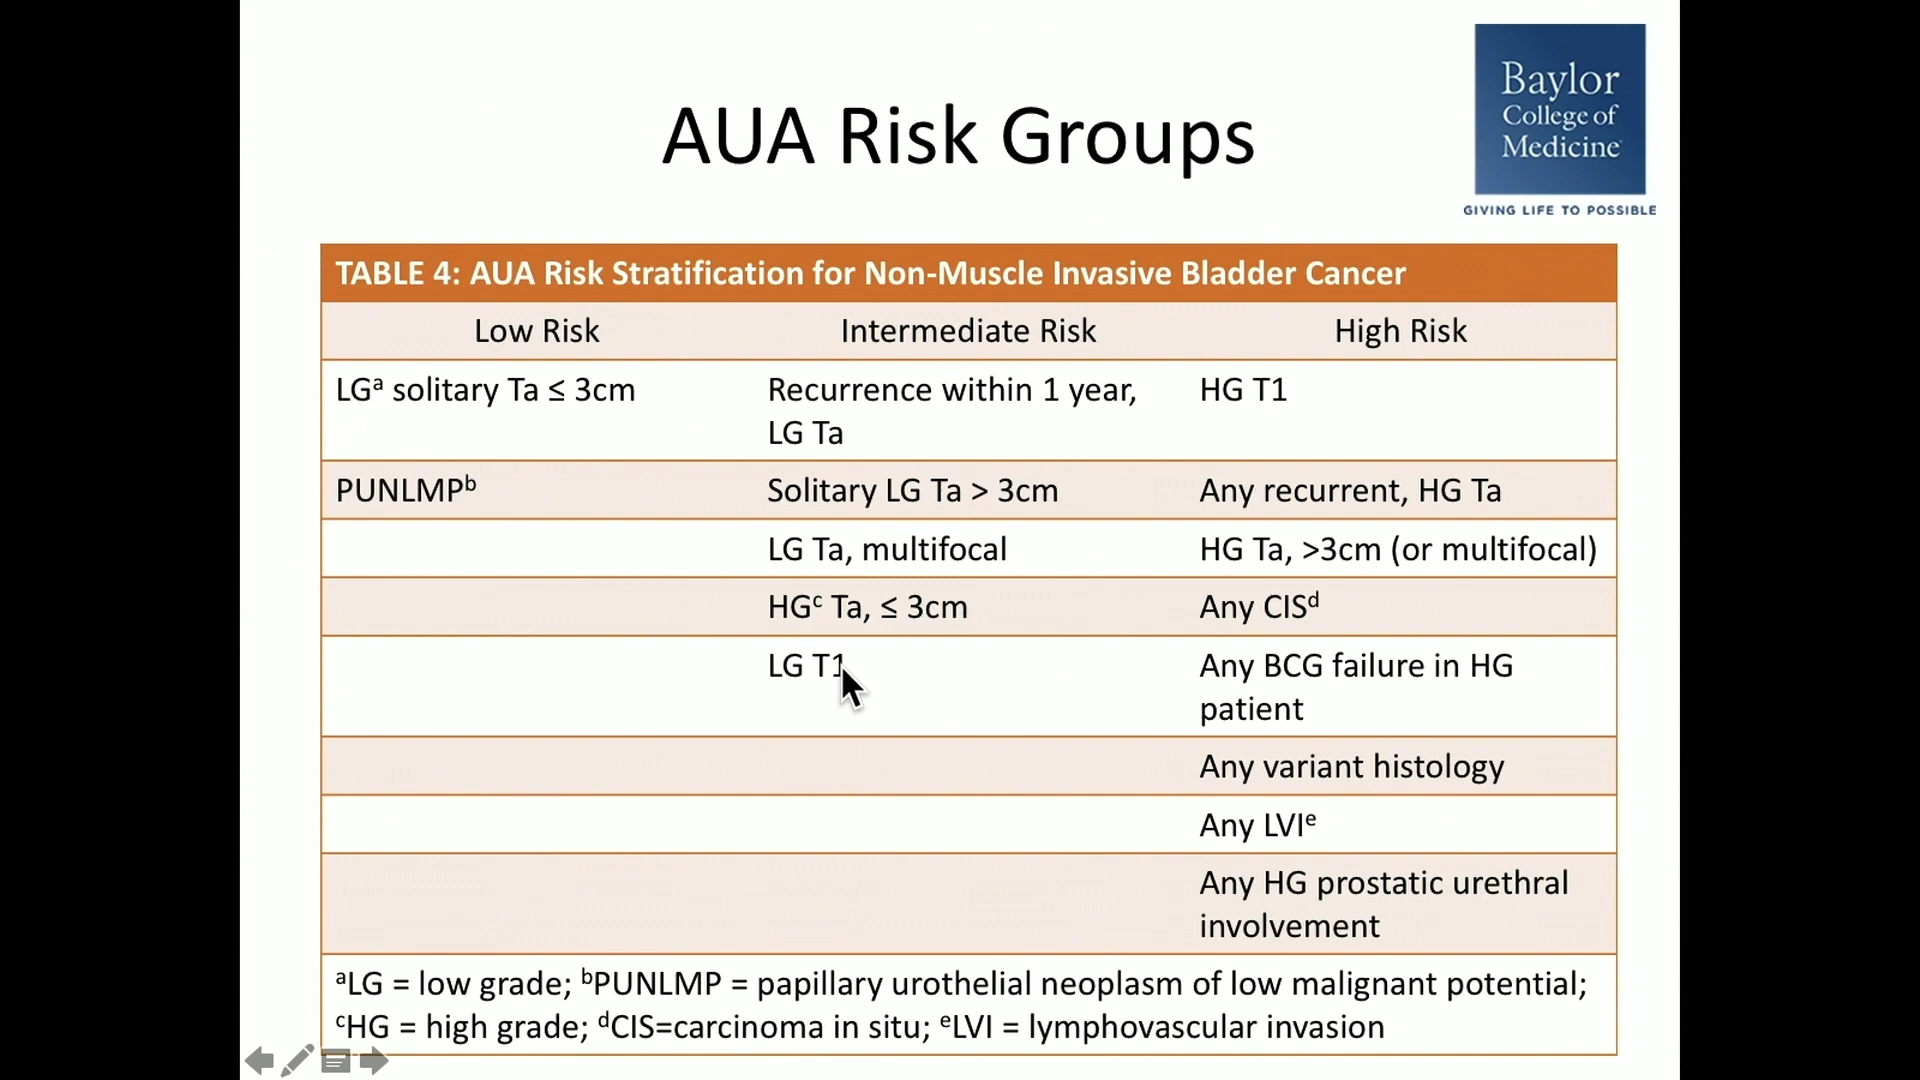 Baylor
College of
Medicine
GIVING LIFE TO POSSIBLE
AUA Risk Groups
TABLE 4: AUA Risk Stratification for Non-Muscle Invasive Bladder Cancer
Low Risk Intermediate Risk High Risk
LGᵃ solitary Ta ≤ 3cm Recurrence within 1 year, HG T1
LG Ta
PUNLMPᵇ Solitary LG Ta > 3cm Any recurrent, HG Ta
LG Ta, multifocal HG Ta, >3cm (or multifocal)
HGᶜ Ta, ≤ 3cm Any CISᵈ
LG T1 Any BCG failure in HG
patient
Any variant histology
Any LVIᵉ
Any HG prostatic urethral
involvement
ᵃLG = low grade; ᵇPUNLMP = papillary urothelial neoplasm of low malignant potential;
ᶜHG = high grade; ᵈCIS=carcinoma in situ; ᵉLVI = lymphovascular invasion